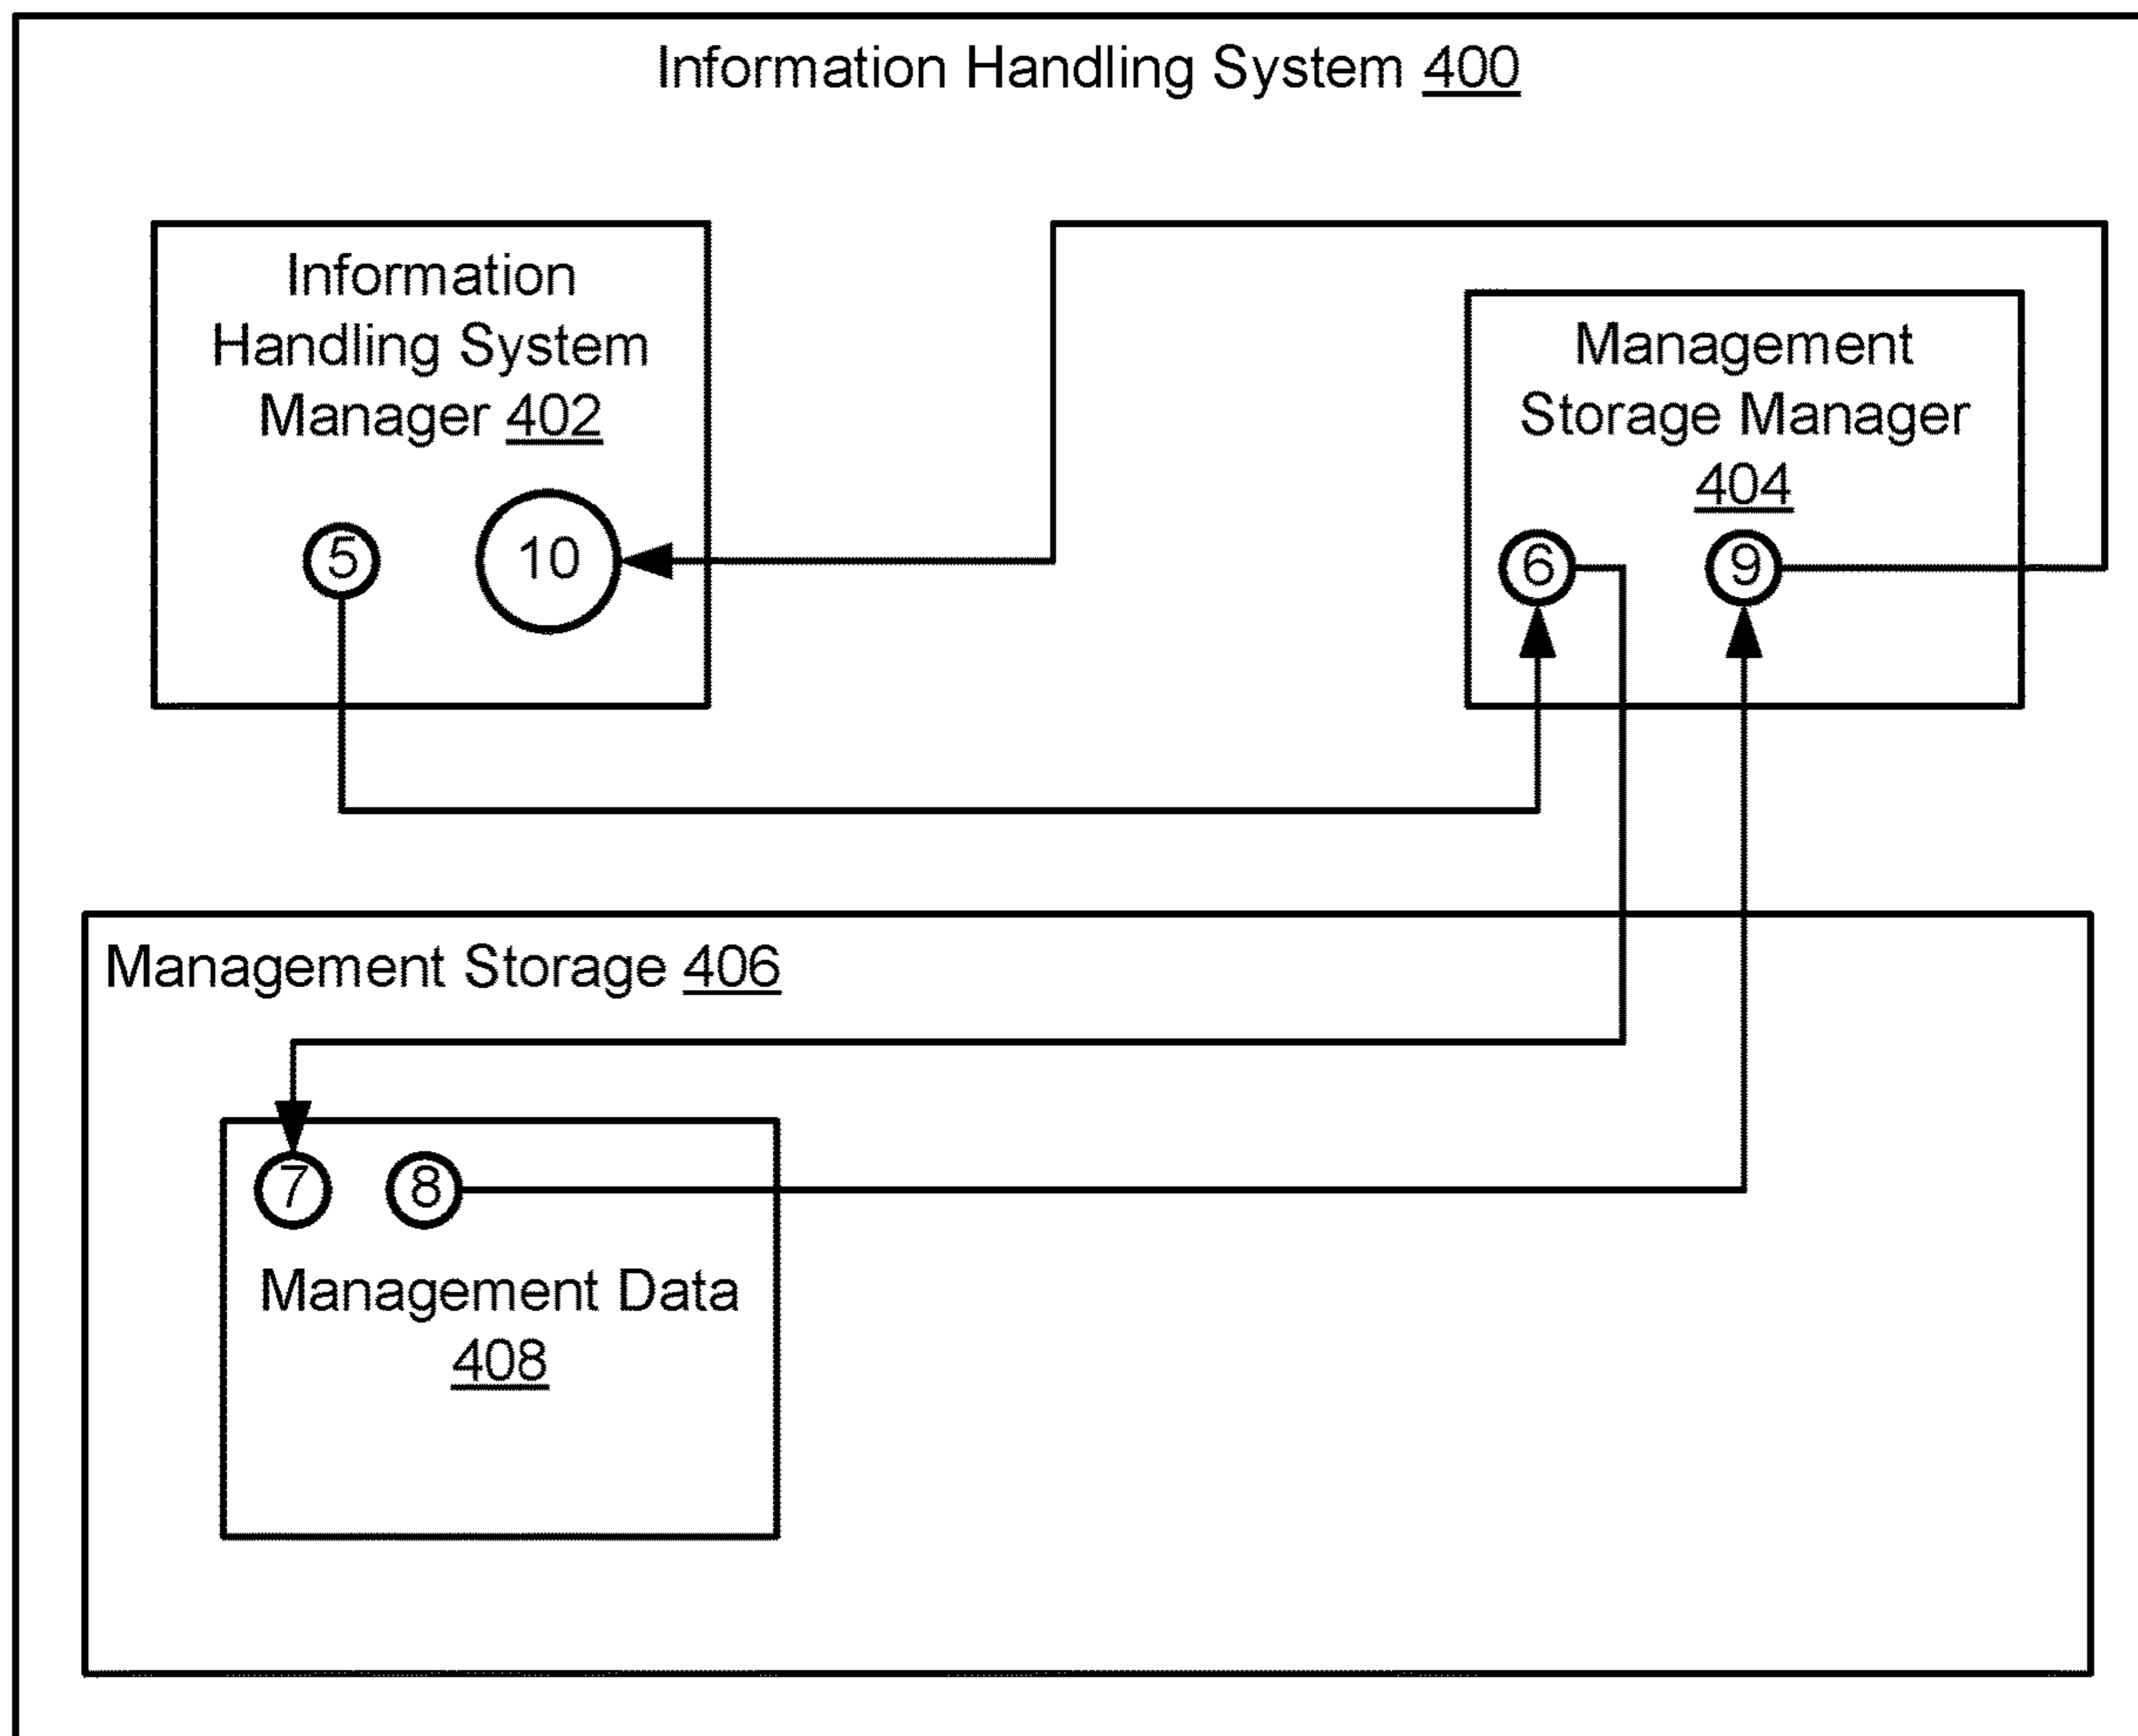 Information Handling System 400
Information
Handling System
Manager 402
5
10
Management
Storage Manager
404
6
9
Management Storage 406
7
8
Management Data
408